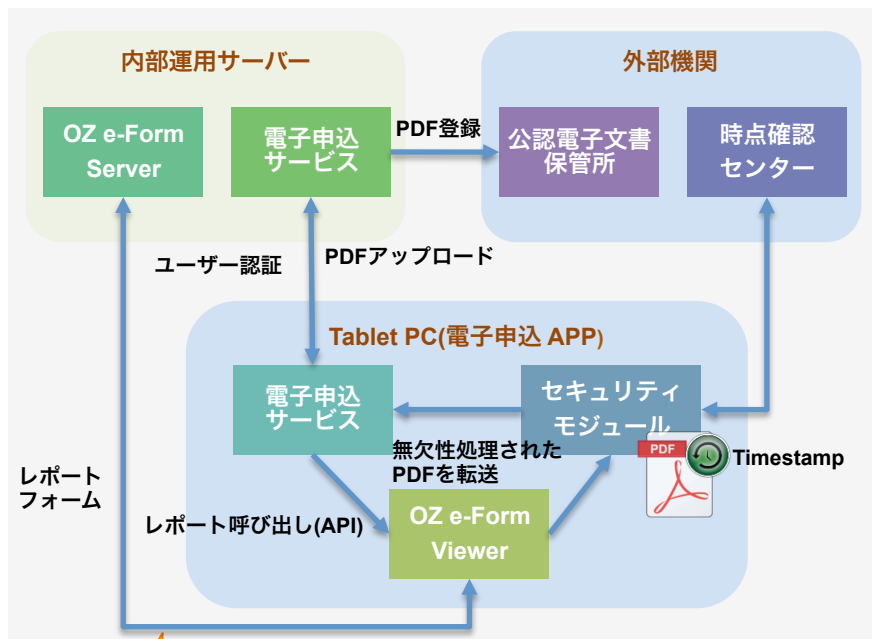 内部運用サーバー
外部機関
OZ e-Form
Server
電子申込
サービス
PDF登録
公認電子文書
保管所
時点確認
センター
ユーザー認証
PDFアップロード
Tablet PC(電子申込 APP)
電子申込
サービス
セキュリティ
モジュール
無欠性処理された
PDFを転送
PDF
Timestamp
レポート
フォーム
レポート呼び出し(API)
OZ e-Form
Viewer